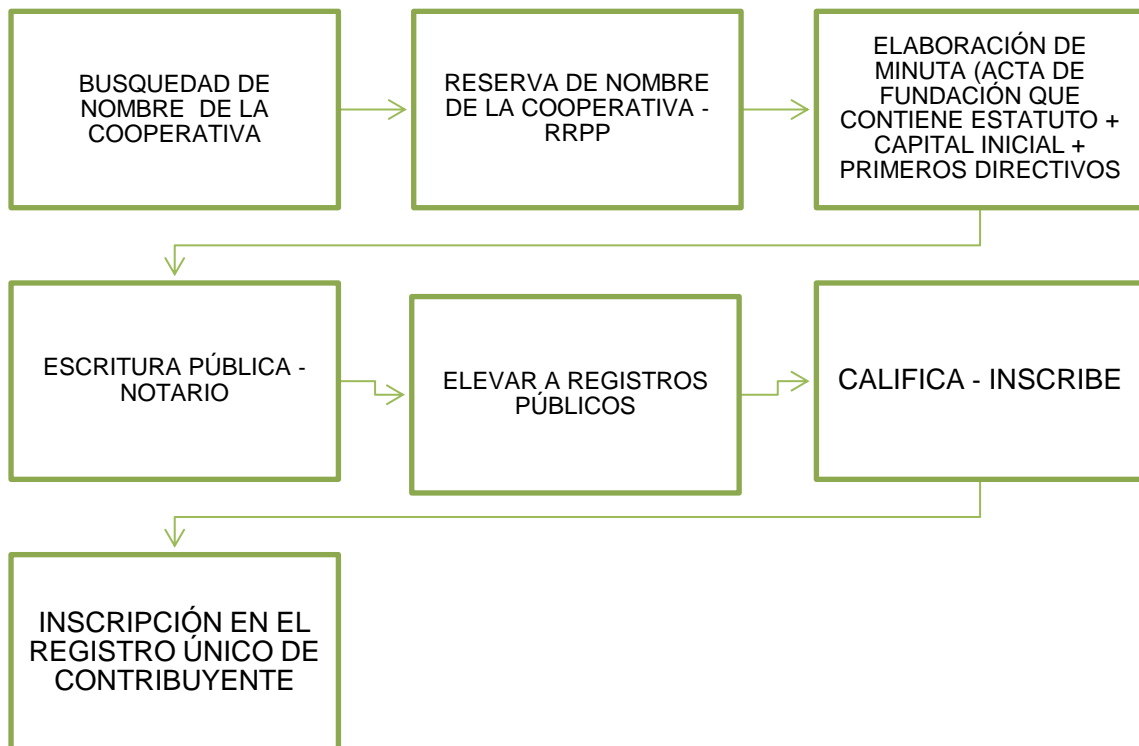 BUSQUEDAD DE
NOMBRE DE LA
COOPERATIVA
RESERVA DE NOMBRE
DE LA COOPERATIVA -
RRPP
ELABORACIÓN DE
MINUTA (ACTA DE
FUNDACIÓN QUE
CONTIENE ESTATUTO +
CAPITAL INICIAL +
PRIMEROS DIRECTIVOS
ESCRITURA PÚBLICA -
NOTARIO
ELEVAR A REGISTROS
PÚBLICOS
CALIFICA - INSCRIBE
INSCRIPCIÓN EN EL
REGISTRO ÚNICO DE
CONTRIBUYENTE